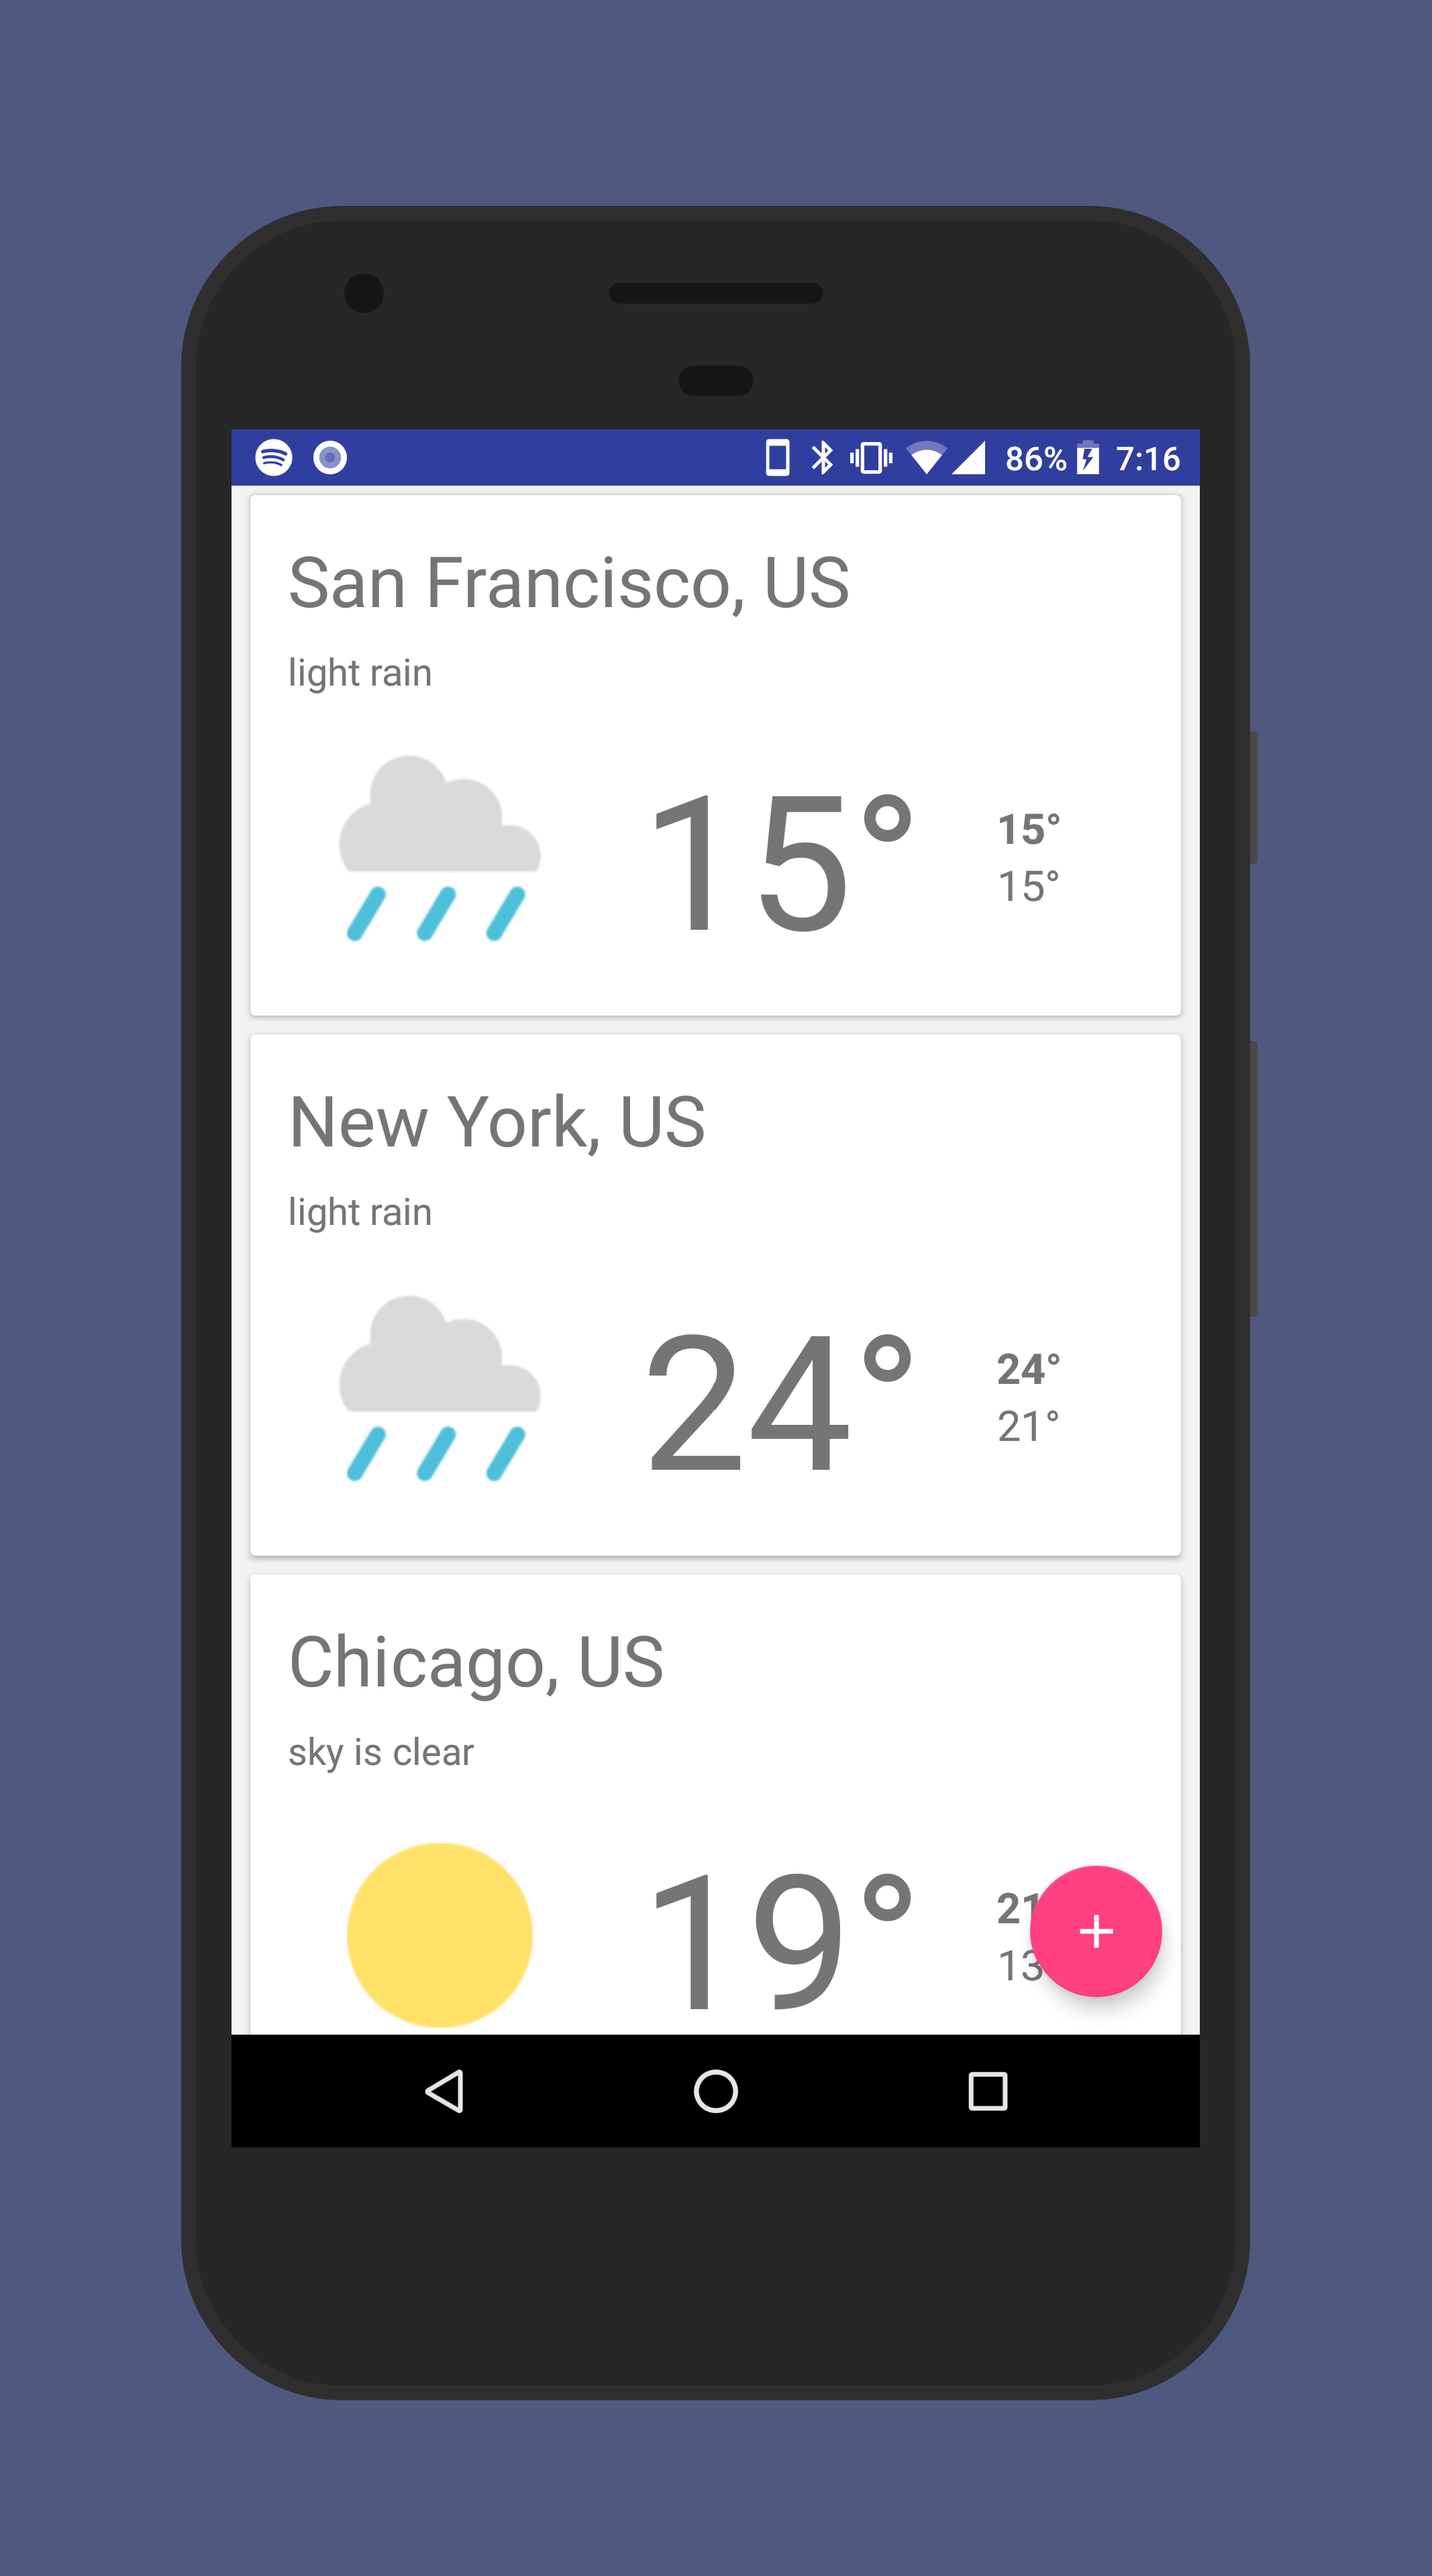 86% 7:16
San Francisco, US
light rain
15° 15°
15°
New York, US
light rain
24° 24°
21°
Chicago, US
sky is clear
19° 21
13
+